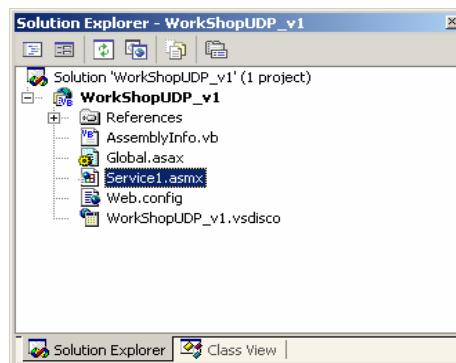 Solution Explorer - WorkShopUDP_v1
Solution 'WorkShopUDP_v1' (1 project)
WorkShopUDP_v1
References
AssemblyInfo.vb
Global.asax
Service1.asmx
Web.config
WorkShopUDP_v1.vsdisco
Solution Explorer Class View